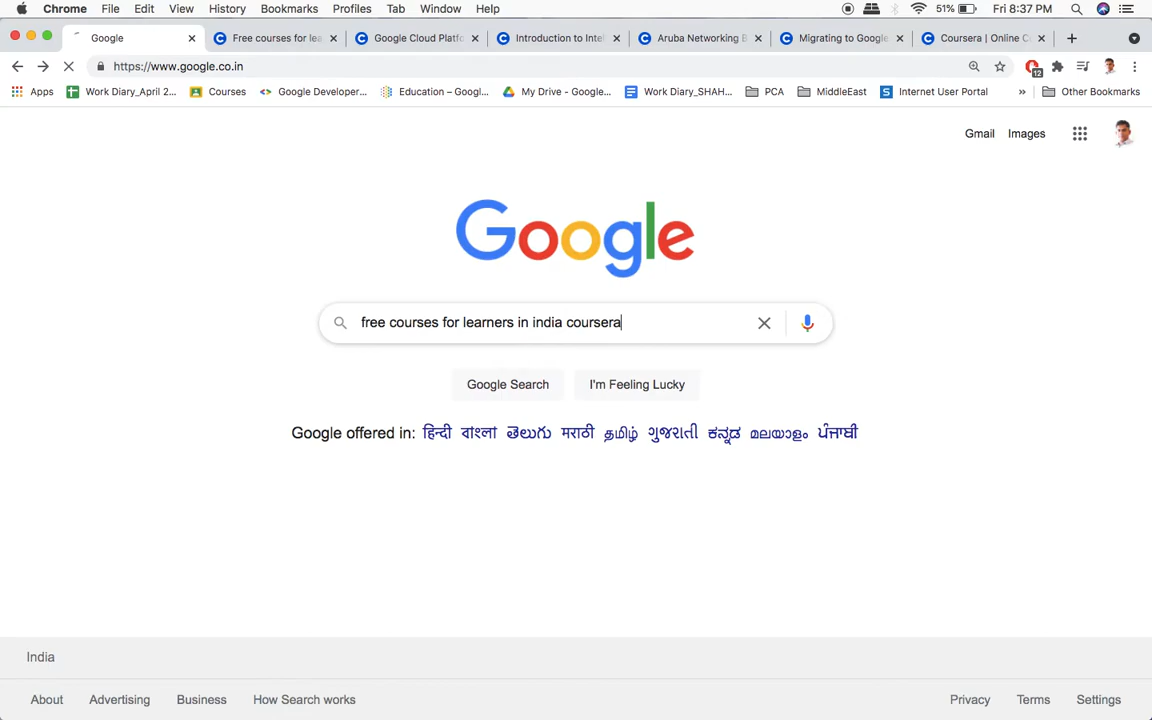 Chrome File Edit View History Bookmarks Profiles Tab Window Help 51% Fri 8:37 PM
Google Free courses for lea Google Cloud Platfo Introduction to Intel Aruba Networking B Migrating to Google Coursera | Online C
https://www.google.co.in 12
Apps Work Diary_April 2... Courses Google Developer... Education – Googl... My Drive - Google... Work Diary_SHAH... PCA MiddleEast S Internet User Portal » Other Bookmarks
Gmail Images
Google
free courses for learners in india coursera
Google Search I'm Feeling Lucky
Google offered in: हिन्दी বাংলা తెలుగు मराठी தமிழ் ગુજરાતી ಕನ್ನಡ മലയാളം ਪੰਜਾਬੀ
India
About Advertising Business How Search works Privacy Terms Settings